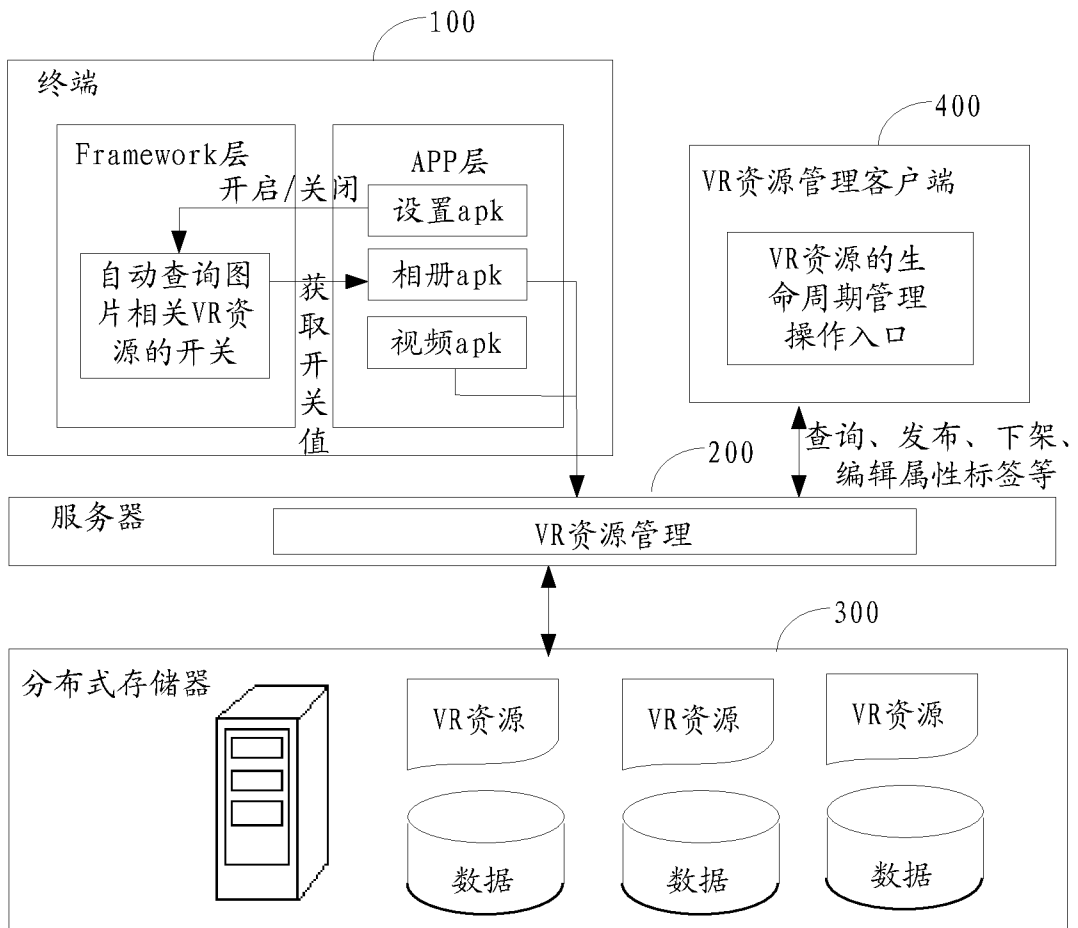 100
终端
Framework层
APP层
开启/关闭
设置apk
自动查询图
片相关VR资
源的开关
获
取
开
关
值
相册apk
视频apk
400
VR资源管理客户端
VR资源的生
命周期管理
操作入口
查询、发布、下架、
编辑属性标签等
200
服务器
VR资源管理
300
分布式存储器
VR资源
VR资源
VR资源
数据
数据
数据